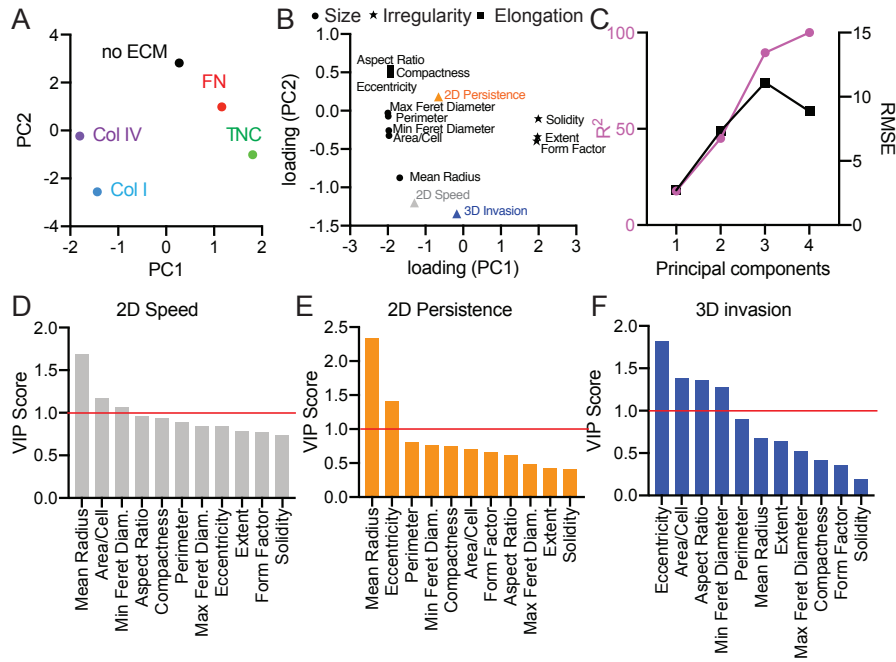 A
no ECM
FN
TNC
Col IV
Col I
PC2
4
2
0
-2
-4
-2
-1
0
1
2
PC1
B
Size Irregularity Elongation
Aspect Ratio
Compactness
Eccentricity
2D Persistence
Max Feret Diameter
Perimeter
Min Feret Diameter
Area/Cell
Solidity
Extent
Form Factor
Mean Radius
2D Speed
3D Invasion
loading (PC2)
1.0
0.5
0.0
-0.5
-1.0
-1.5
-3
-2
-1
0
1
2
3
loading (PC1)
C
R2
100
50
0
15
10
5
0
RMSE
1
2
3
4
Principal components
D
2D Speed
VIP Score
2.0
1.5
1.0
0.5
0.0
Mean Radius
Area/Cell
Min Feret Diam.
Aspect Ratio
Compactness
Perimeter
Max Feret Diam.
Eccentricity
Extent
Form Factor
Solidity
E
2D Persistence
VIP Score
2.5
2.0
1.5
1.0
0.5
0.0
Mean Radius
Eccentricity
Perimeter
Min Feret Diam.
Compactness
Area/Cell
Form Factor
Aspect Ratio
Max Feret Diam.
Extent
Solidity
F
3D invasion
VIP Score
2.0
1.5
1.0
0.5
0.0
Eccentricity
Area/Cell
Aspect Ratio
Min Feret Diameter
Perimeter
Mean Radius
Extent
Max Feret Diameter
Compactness
Form Factor
Solidity